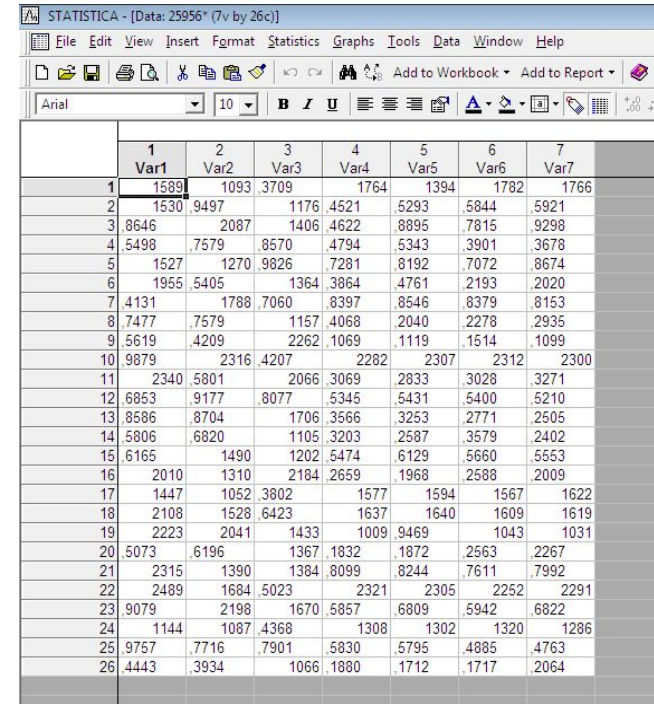 STATISTICA - [Data: 25956* (7v by 26c)]
File Edit View Insert Format Statistics Graphs Tools Data Window Help
Add to Workbook Add to Report
Arial 10 B I U A a
1 2 3 4 5 6 7
Var1 Var2 Var3 Var4 Var5 Var6 Var7
1 1589 1093 ,3709 1764 1394 1782 1766
2 1530 ,9497 1176 ,4521 ,5293 ,5844 ,5921
3 ,8646 2087 1406 ,4622 ,8895 ,7815 ,9298
4 ,5498 ,7579 ,8570 ,4794 ,5343 ,3901 ,3678
5 1527 1270 ,9826 ,7281 ,8192 ,7072 ,8674
6 1955 ,5405 1364 ,3864 ,4761 ,2193 ,2020
7 ,4131 1788 ,7060 ,8397 ,8546 ,8379 ,8153
8 ,7477 ,7579 1157 ,4068 ,2040 ,2278 ,2935
9 ,5619 ,4209 2262 ,1069 ,1119 ,1514 ,1099
10 ,9879 2316 ,4207 2282 2307 2312 2300
11 2340 ,5801 2066 ,3069 ,2833 ,3028 ,3271
12 ,6853 ,9177 ,8077 ,5345 ,5431 ,5400 ,5210
13 ,8586 ,8704 1706 ,3566 ,3253 ,2771 ,2505
14 ,5806 ,6820 1105 ,3203 ,2587 ,3579 ,2402
15 ,6165 1490 1202 ,5474 ,6129 ,5660 ,5553
16 2010 1310 2184 ,2659 ,1968 ,2588 ,2009
17 1447 1052 ,3802 1577 1594 1567 1622
18 2108 1528 ,6423 1637 1640 1609 1619
19 2223 2041 1433 1009 ,9469 1043 1031
20 ,5073 ,6196 1367 ,1832 ,1872 ,2563 ,2267
21 2315 1390 1384 ,8099 ,8244 ,7611 ,7992
22 2489 1684 ,5023 2321 2305 2252 2291
23 ,9079 2198 1670 ,5857 ,6809 ,5942 ,6822
24 1144 1087 ,4368 1308 1302 1320 1286
25 ,9757 ,7716 ,7901 ,5830 ,5795 ,4885 ,4763
26 ,4443 ,3934 1066 ,1880 ,1712 ,1717 ,2064